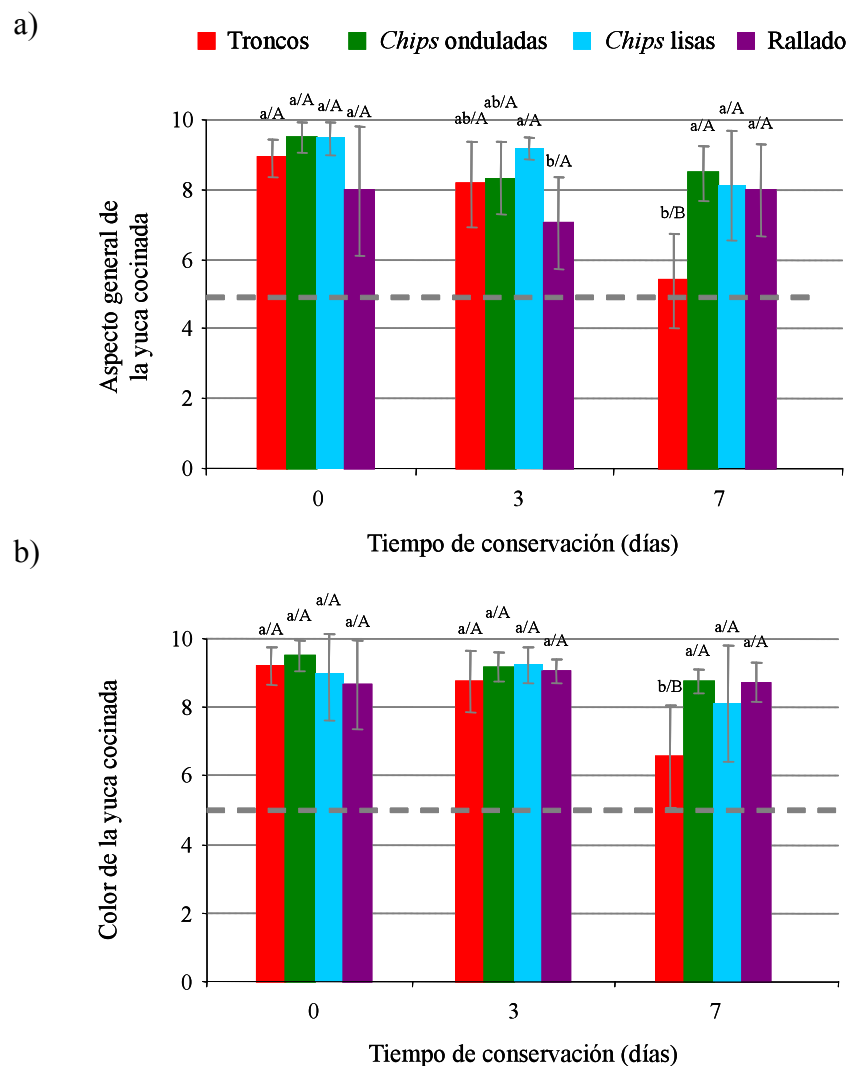 a)
Troncos Chips onduladas Chips lisas Rallado
a/A a/A a/A a/A ab/A ab/A a/A b/A b/B a/A a/A a/A
10
8
6
4
2
0
Aspecto general de
la yuca cocinada
0 3 7
Tiempo de conservación (días)
b)
a/A a/A a/A a/A a/A a/A a/A a/A b/B a/A a/A a/A
10
8
6
4
2
0
Color de la yuca cocinada
0 3 7
Tiempo de conservación (días)